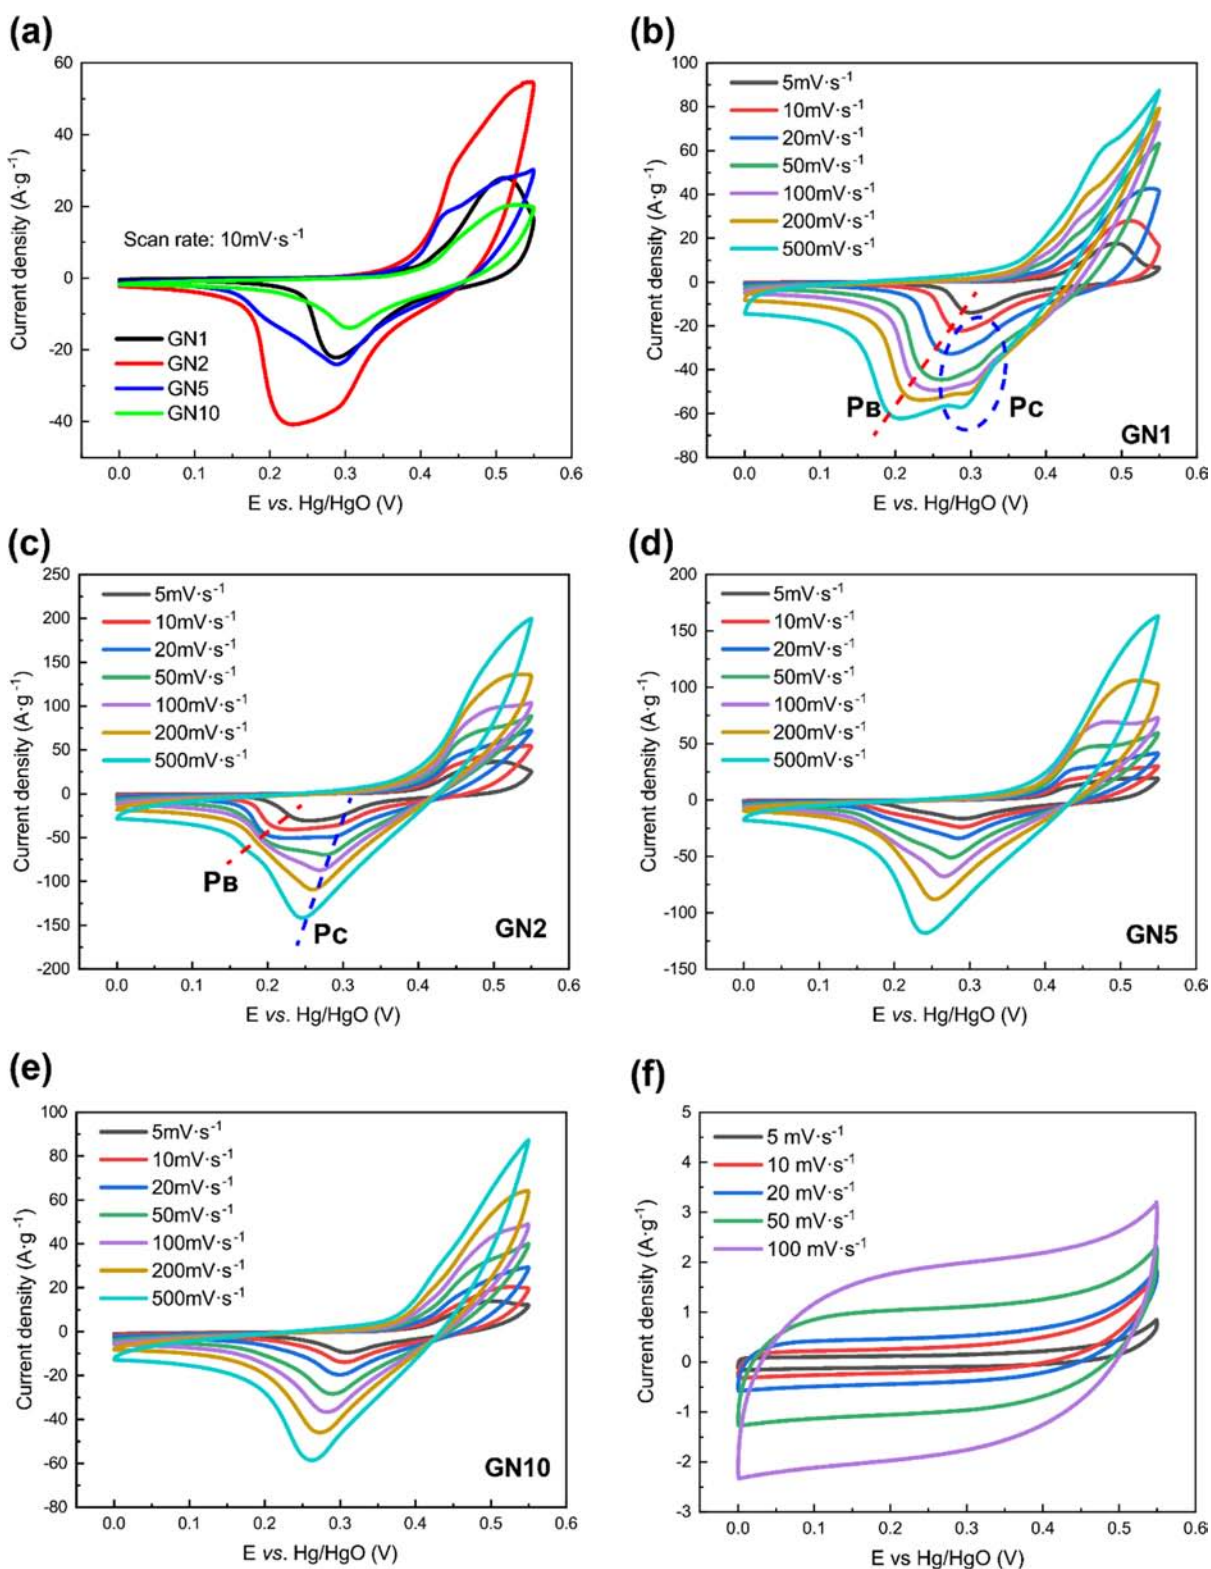 (a)
60
40
20
0
-20
-40
Current density (A·g⁻¹)
Scan rate: 10mV·s⁻¹
GN1
GN2
GN5
GN10
0.0 0.1 0.2 0.3 0.4 0.5 0.6
E vs. Hg/HgO (V)
(b)
100
80
60
40
20
0
-20
-40
-60
-80
Current density (A·g⁻¹)
5mV·s⁻¹
10mV·s⁻¹
20mV·s⁻¹
50mV·s⁻¹
100mV·s⁻¹
200mV·s⁻¹
500mV·s⁻¹
PB
PC
GN1
0.0 0.1 0.2 0.3 0.4 0.5 0.6
E vs. Hg/HgO (V)
(c)
250
200
150
100
50
0
-50
-100
-150
-200
Current density (A·g⁻¹)
5mV·s⁻¹
10mV·s⁻¹
20mV·s⁻¹
50mV·s⁻¹
100mV·s⁻¹
200mV·s⁻¹
500mV·s⁻¹
PB
PC
GN2
0.0 0.1 0.2 0.3 0.4 0.5 0.6
E vs. Hg/HgO (V)
(d)
200
150
100
50
0
-50
-100
-150
Current density (A·g⁻¹)
5mV·s⁻¹
10mV·s⁻¹
20mV·s⁻¹
50mV·s⁻¹
100mV·s⁻¹
200mV·s⁻¹
500mV·s⁻¹
GN5
0.0 0.1 0.2 0.3 0.4 0.5 0.6
E vs. Hg/HgO (V)
(e)
100
80
60
40
20
0
-20
-40
-60
-80
Current density (A·g⁻¹)
5mV·s⁻¹
10mV·s⁻¹
20mV·s⁻¹
50mV·s⁻¹
100mV·s⁻¹
200mV·s⁻¹
500mV·s⁻¹
GN10
0.0 0.1 0.2 0.3 0.4 0.5 0.6
E vs. Hg/HgO (V)
(f)
5
4
3
2
1
0
-1
-2
-3
Current density (A·g⁻¹)
5 mV·s⁻¹
10 mV·s⁻¹
20 mV·s⁻¹
50 mV·s⁻¹
100 mV·s⁻¹
0.0 0.1 0.2 0.3 0.4 0.5 0.6
E vs Hg/HgO (V)